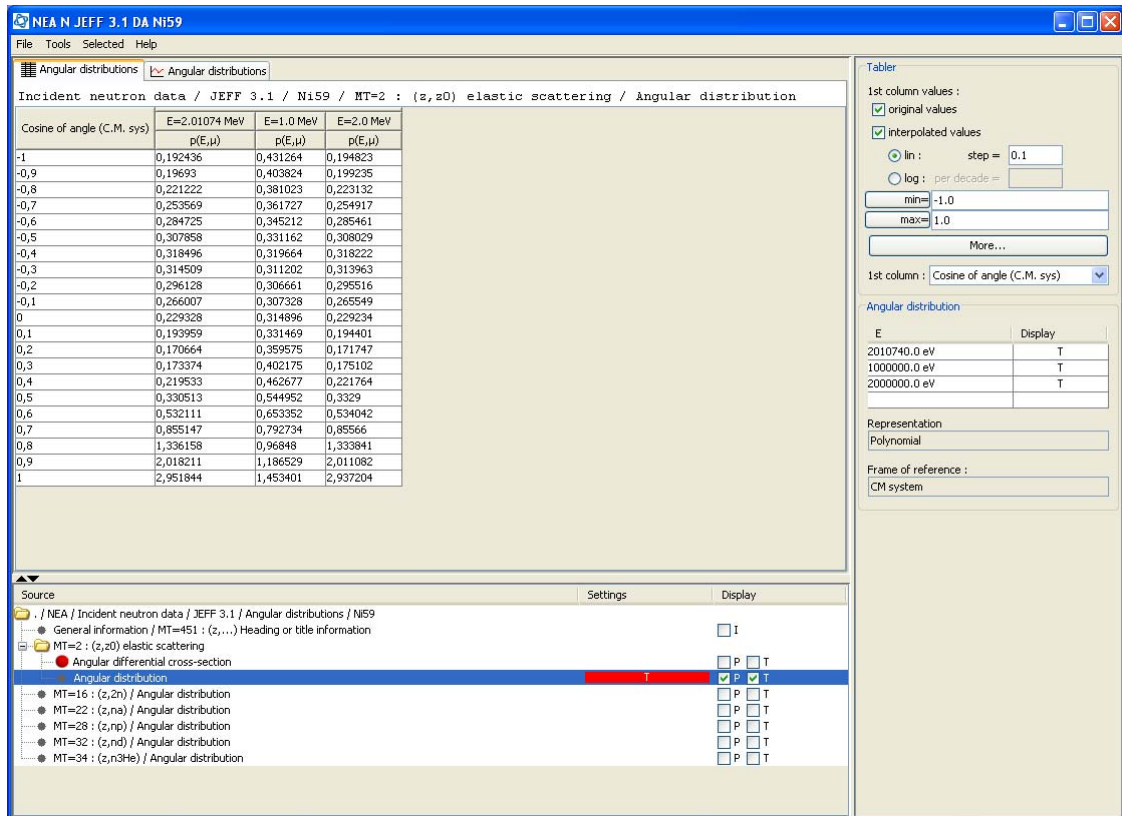 NEA N JEFF 3.1 DA Ni59
File Tools Selected Help
Angular distributions Angular distributions
Incident neutron data / JEFF 3.1 / Ni59 / MT=2 : (z,z0) elastic scattering / Angular distribution
Cosine of angle (C.M. sys) E=2.01074 MeV E=1.0 MeV E=2.0 MeV
p(E,μ) p(E,μ) p(E,μ)
-1 0,192436 0,431264 0,194823
-0,9 0,19693 0,403824 0,199235
-0,8 0,221222 0,381023 0,223132
-0,7 0,253569 0,361727 0,254917
-0,6 0,284725 0,345212 0,285461
-0,5 0,307858 0,331162 0,308029
-0,4 0,318496 0,319664 0,318222
-0,3 0,314509 0,311202 0,313963
-0,2 0,296128 0,306661 0,295516
-0,1 0,266007 0,307328 0,265549
0 0,229328 0,314896 0,229234
0,1 0,193959 0,331469 0,194401
0,2 0,170664 0,359575 0,171747
0,3 0,173374 0,402175 0,175102
0,4 0,219533 0,462677 0,221764
0,5 0,330513 0,544952 0,3329
0,6 0,532111 0,653352 0,534042
0,7 0,855147 0,792734 0,85566
0,8 1,336158 0,96848 1,333841
0,9 2,018211 1,186529 2,011082
1 2,951844 1,453401 2,937204
Tabler
1st column values :
original values
interpolated values
lin : step = 0.1
log : per decade =
min= -1.0
max= 1.0
More...
1st column : Cosine of angle (C.M. sys)
Angular distribution
E Display
2010740.0 eV T
1000000.0 eV T
2000000.0 eV T
Representation
Polynomial
Frame of reference :
CM system
Source Settings Display
. / NEA / Incident neutron data / JEFF 3.1 / Angular distributions / Ni59
General information / MT=451 : (z,...) Heading or title information I
MT=2 : (z,z0) elastic scattering
Angular differential cross-section P T
Angular distribution T P T
MT=16 : (z,2n) / Angular distribution P T
MT=22 : (z,na) / Angular distribution P T
MT=28 : (z,np) / Angular distribution P T
MT=32 : (z,nd) / Angular distribution P T
MT=34 : (z,n3He) / Angular distribution P T